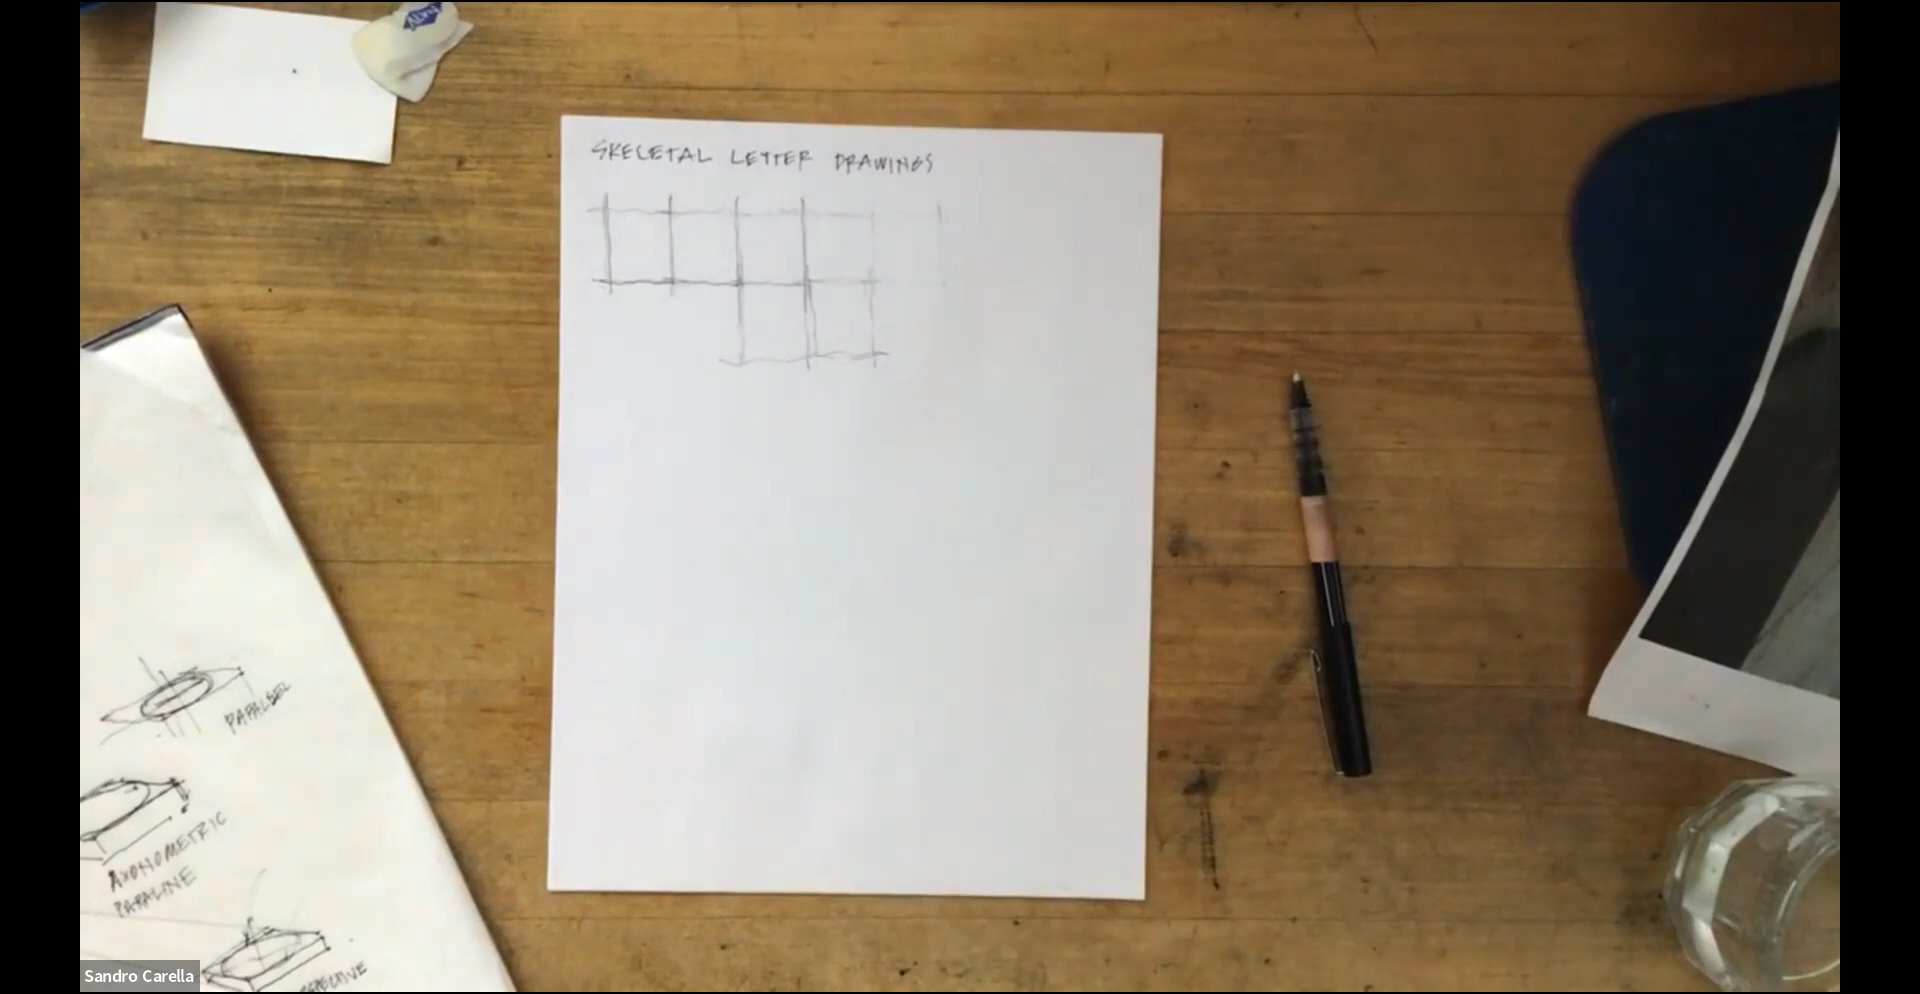 SKELETAL LETTER DRAWINGS
PARALLEL
AXONOMETRIC
PARALINE
Sandro Carella